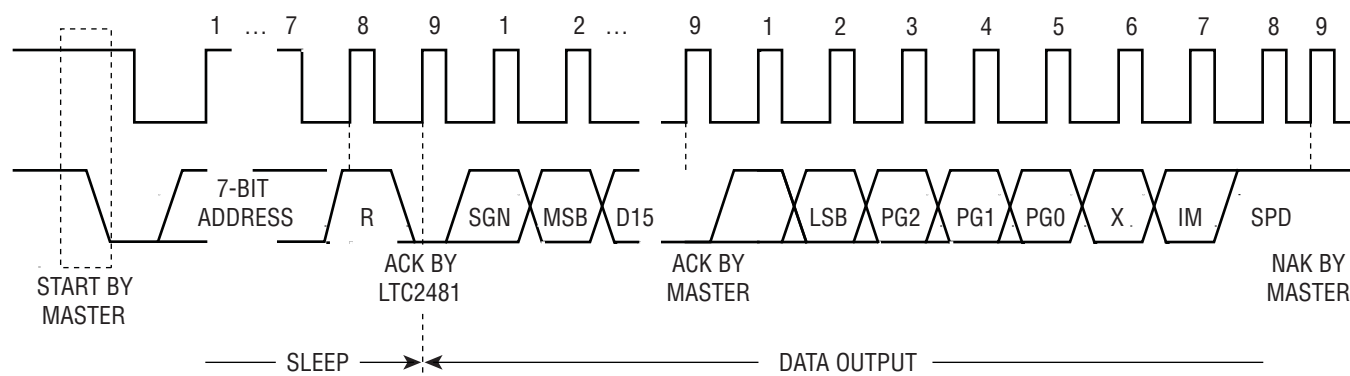 1 … 7 8 9 1 2 … 9 1 2 3 4 5 6 7 8 9
7-BIT
ADDRESS
R
SGN
MSB
D15
LSB
PG2
PG1
PG0
X
IM
SPD
START BY
MASTER
ACK BY
LTC2481
ACK BY
MASTER
NAK BY
MASTER
SLEEP
DATA OUTPUT